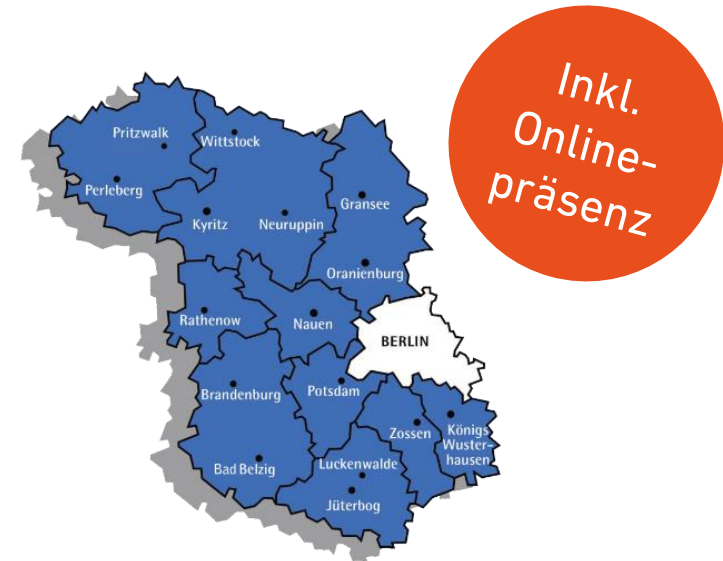 Inkl.
Online-
präsenz
Pritzwalk
Wittstock
Perleberg
Gransee
Kyritz
Neuruppin
Oranienburg
Rathenow
Nauen
BERLIN
Brandenburg
Potsdam
Zossen
Königs
Wuster-
hausen
Bad Belzig
Luckenwalde
Jüterbog